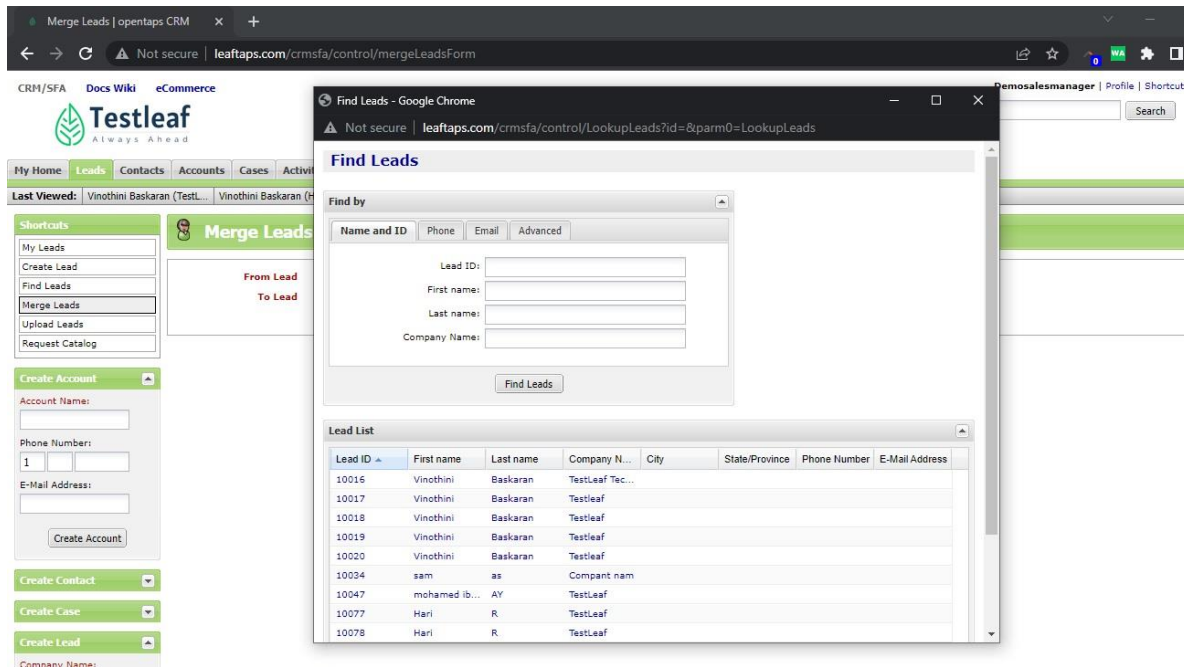 Merge Leads | opentaps CRM
Not secure | leaftaps.com/crmsfa/control/mergeLeadsForm
0
WA
CRM/SFA Docs Wiki eCommerce
Demosalesmanager | Profile | Shortcut
Testleaf
Always Ahead
Search
My Home Leads Contacts Accounts Cases Activi
Last Viewed: Vinothini Baskaran (TestL... Vinothini Baskaran (H
Shortcuts
My Leads
Create Lead
Find Leads
Merge Leads
Upload Leads
Request Catalog
Create Account
Account Name:
Phone Number:
1
E-Mail Address:
Create Account
Create Contact
Create Case
Create Lead
Company Name:
Merge Leads
From Lead
To Lead
Find Leads - Google Chrome
Not secure | leaftaps.com/crmsfa/control/LookupLeads?id=&parm0=LookupLeads
Find Leads
Find by
Name and ID Phone Email Advanced
Lead ID:
First name:
Last name:
Company Name:
Find Leads
Lead List
Lead ID First name Last name Company N... City State/Province Phone Number E-Mail Address
10016 Vinothini Baskaran TestLeaf Tec...
10017 Vinothini Baskaran Testleaf
10018 Vinothini Baskaran Testleaf
10019 Vinothini Baskaran Testleaf
10020 Vinothini Baskaran Testleaf
10034 sam as Compant nam
10047 mohamed ib... AY TestLeaf
10077 Hari R TestLeaf
10078 Hari R TestLeaf